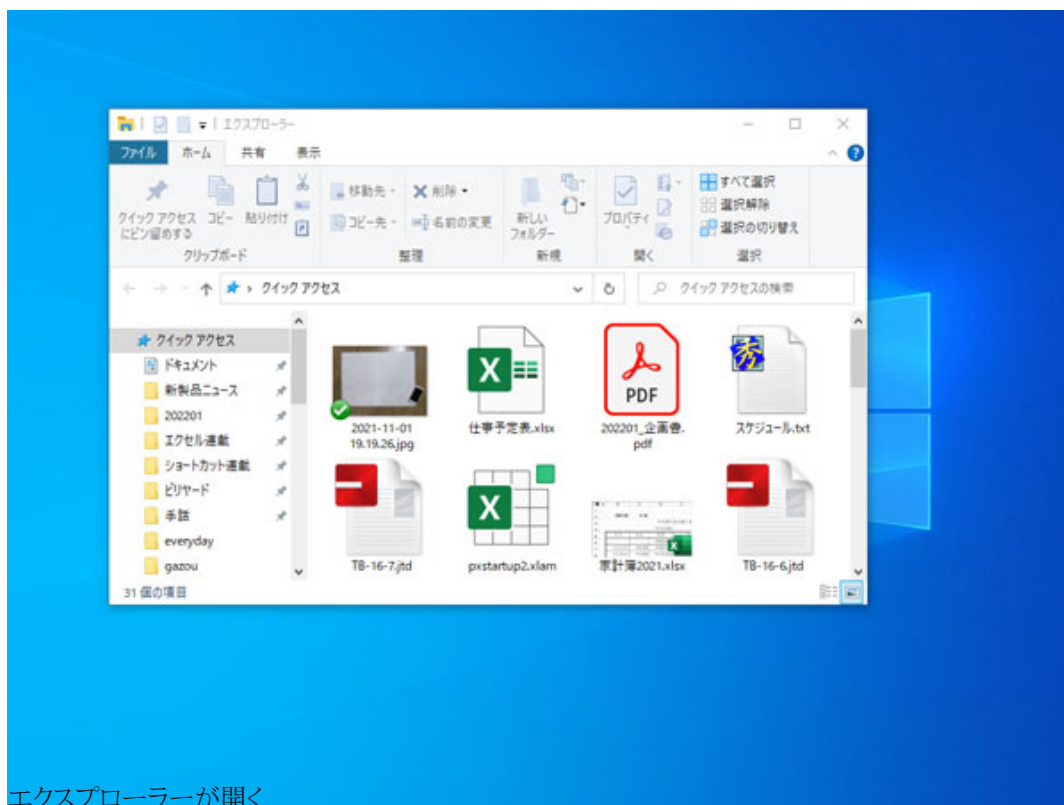 エクスプローラー
ファイル ホーム 共有 表示
クイック アクセス
にピン留めする
コピー 貼り付け
クリップボード
移動先 削除
コピー先 名前の変更
整理
新しい
フォルダー
新規
プロパティ
開く
すべて選択
選択解除
選択の切り替え
選択
クイック アクセス
クイック アクセスの検索
クイック アクセス
ドキュメント
新製品ニュース
202201
エクセル連載
ショートカット連載
ビリヤード
手話
everyday
gazou
2021-11-01
19.19.26.jpg
仕事予定表.xlsx
PDF
202201_企画書.
pdf
秀
スケジュール.txt
TB-16-7.jtd
pxstartup2.xlam
家計簿2021.xlsx
TB-16-6.jtd
31 個の項目
エクスプローラーが開く